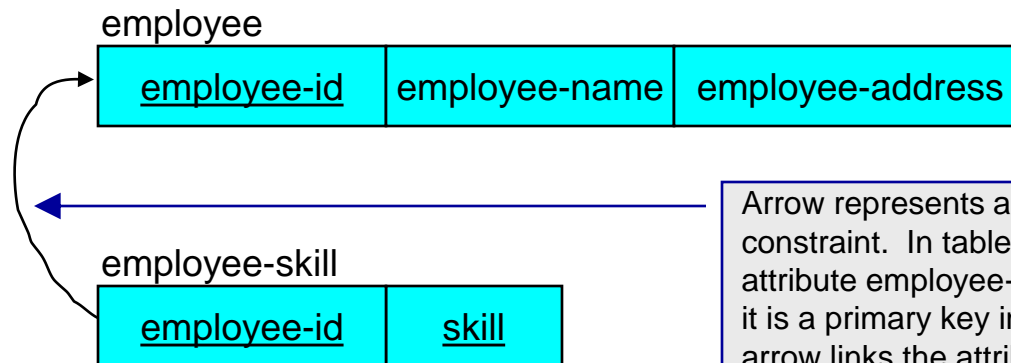 employee
employee-id employee-name employee-address
Arrow represents a
constraint. In table
attribute employee-
employee-skill
it is a primary key in
employee-id skill
arrow links the attri